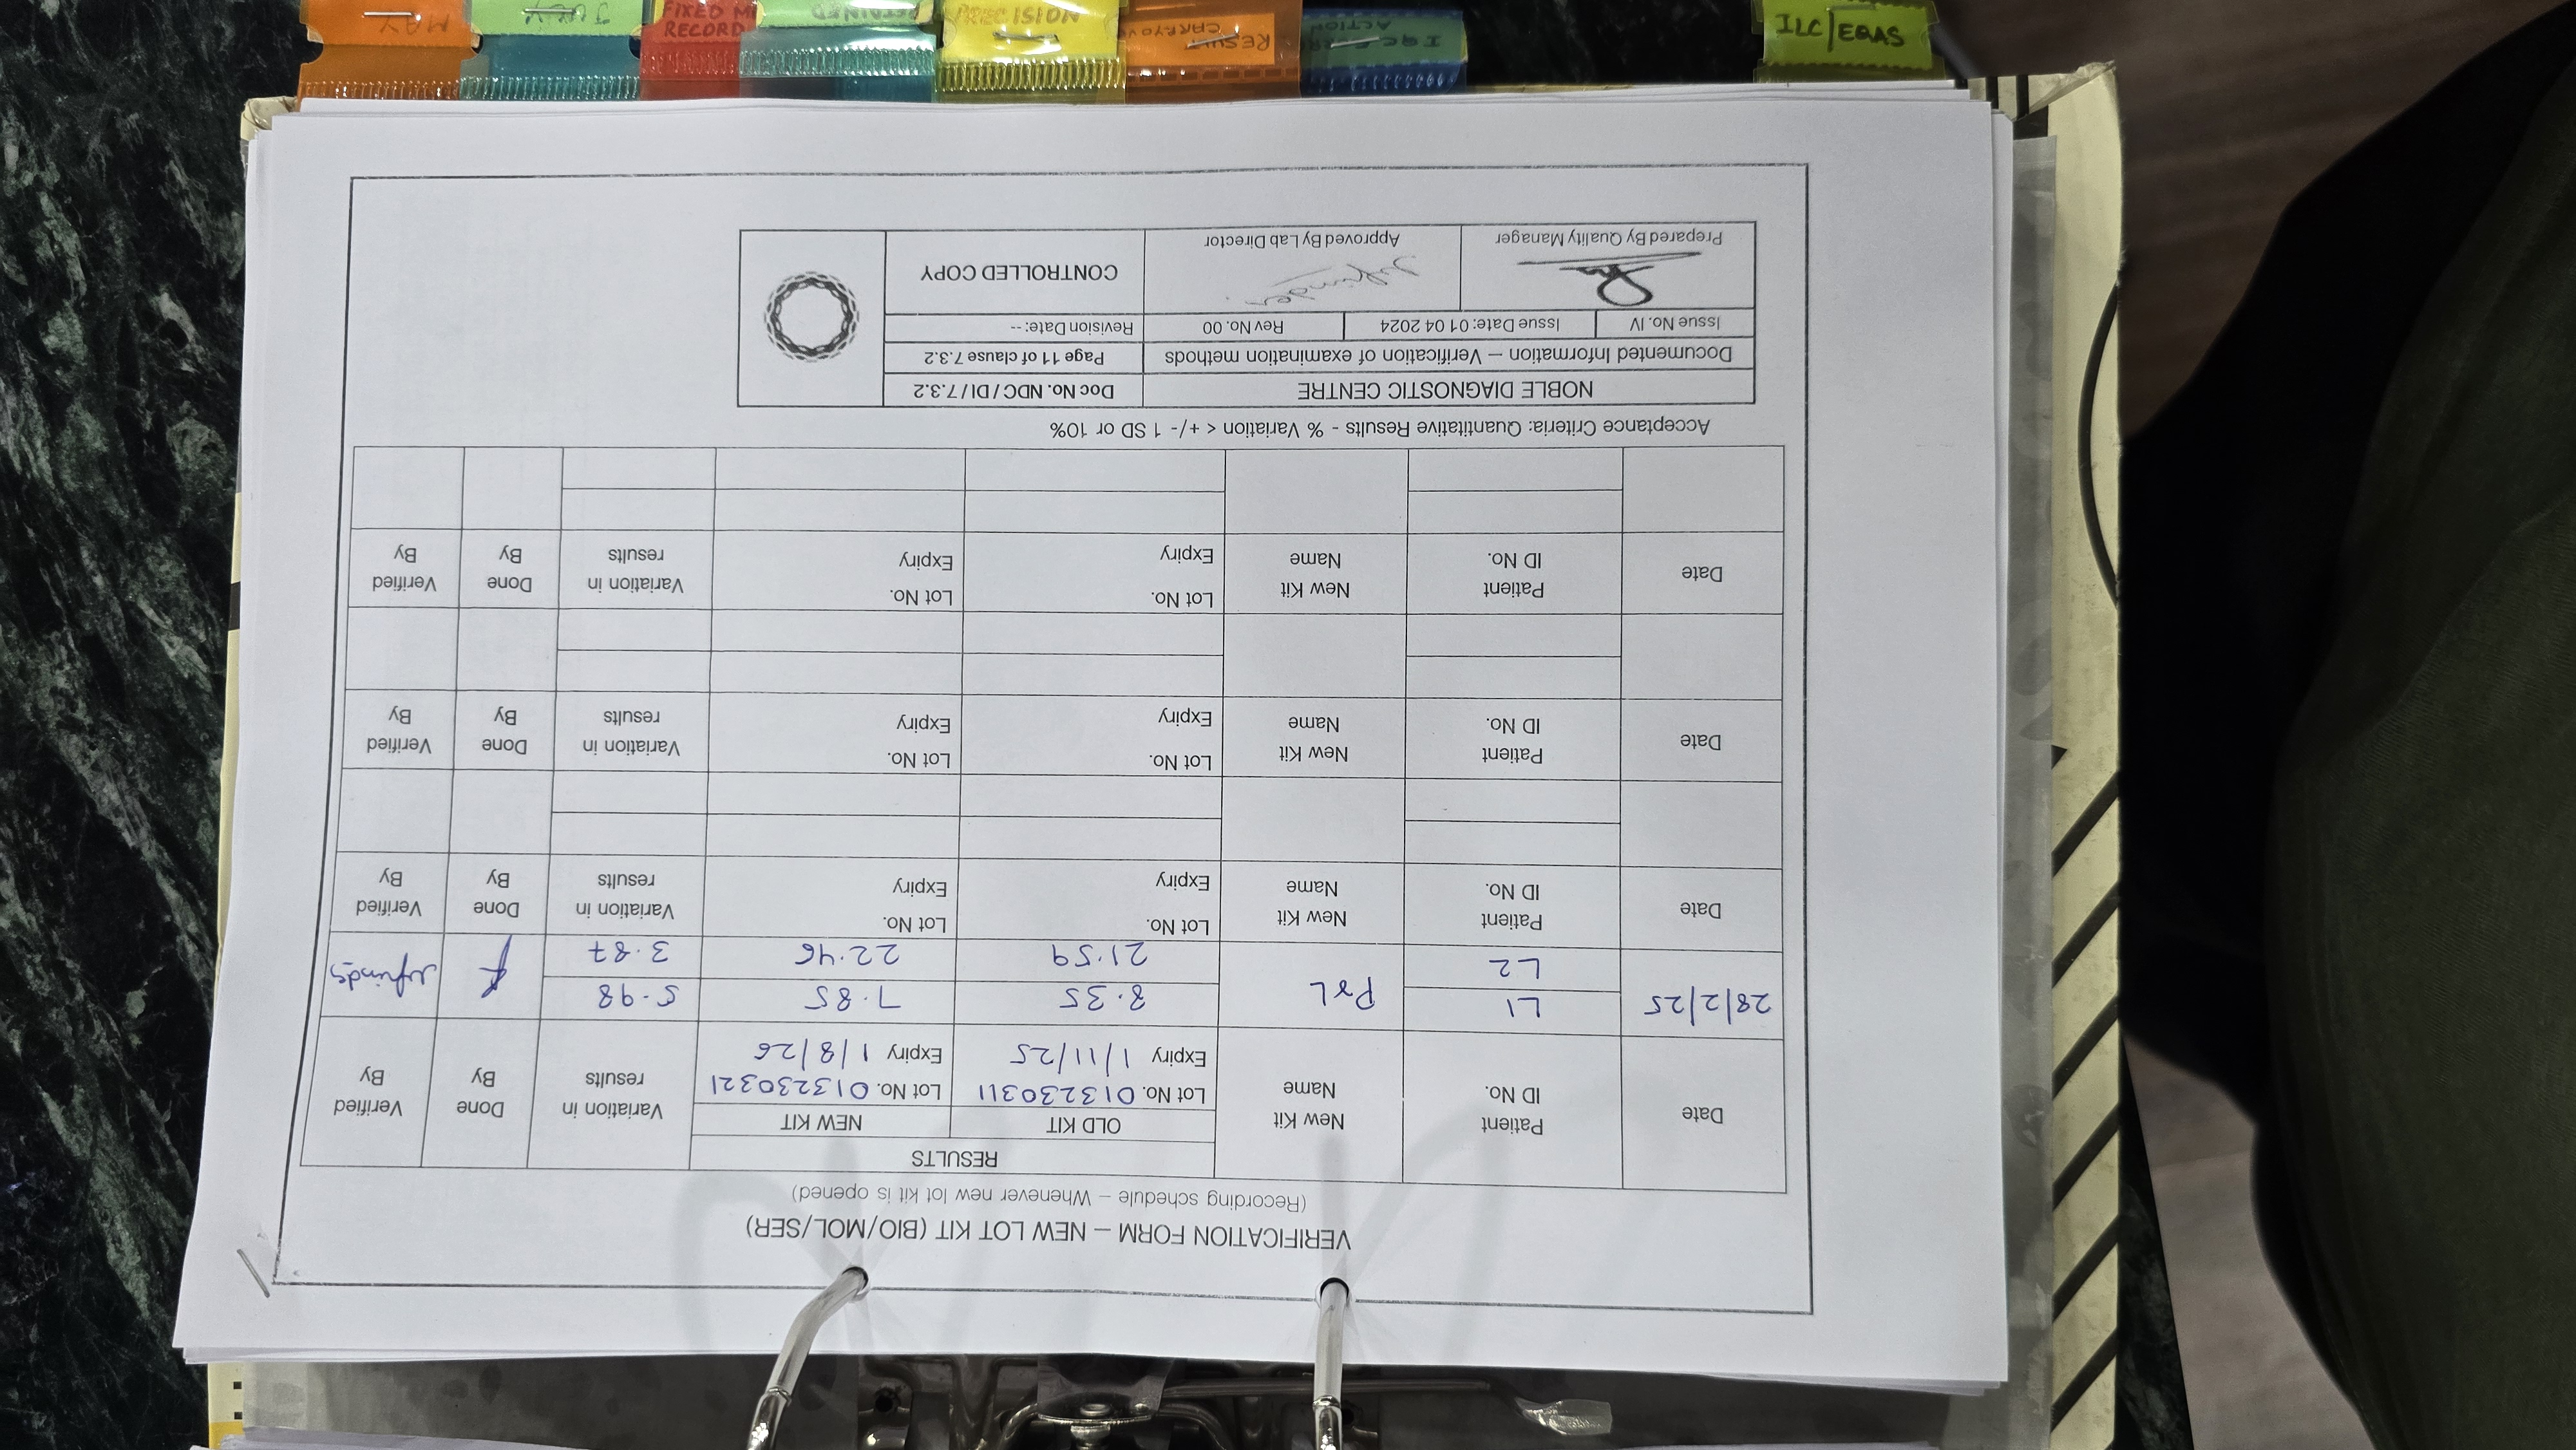 VERIFICATION FORM – NEW LOT KIT (BIO/MOL/SER)
(Recording schedule – Whenever new lot kit is opened)
Date
Patient ID No.
New Kit Name
RESULTS
OLD KIT
NEW KIT
Variation in results
Done By
Verified By
Lot No. 013230311
Expiry 1/11/25
Lot No. 013230321
Expiry 1/8/26
28/2/25
L1
PrL
8.35
7.85
5.98
L2
21.59
22.46
3.87
Date
Patient ID No.
New Kit Name
Lot No.
Expiry
Lot No.
Expiry
Variation in results
Done By
Verified By
Date
Patient ID No.
New Kit Name
Lot No.
Expiry
Lot No.
Expiry
Variation in results
Done By
Verified By
Date
Patient ID No.
New Kit Name
Lot No.
Expiry
Lot No.
Expiry
Variation in results
Done By
Verified By
Acceptance Criteria: Quantitative Results - % Variation < +/- 1 SD or 10%
NOBLE DIAGNOSTIC CENTRE
Doc No. NDC / DI / 7.3.2
Documented Information – Verification of examination methods
Page 11 of clause 7.3.2
Issue No. IV
Issue Date: 01 04 2024
Rev No. 00
Revision Date: --
Prepared By Quality Manager
Approved By Lab Director
CONTROLLED COPY
MAY
JULY
RECORD
RESULT
CARRYOV
IQC
ACTION
ILC/EQAS